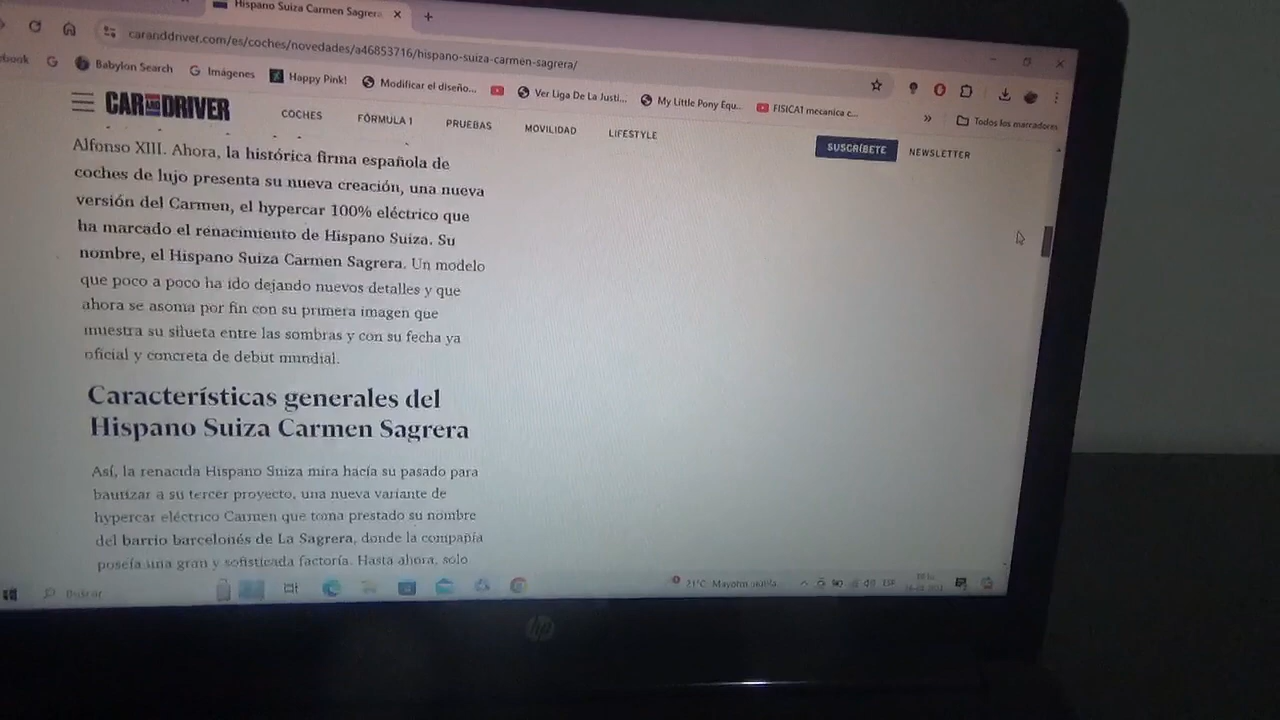 Hispano Suiza Carmen Sagrera
caranddriver.com/es/coches/novedades/a46853716/hispano-suiza-carmen-sagrera/
ebook
Babylon Search
Imágenes
Happy Pink!
Modificar el diseño...
Ver Liga De La Justi...
My Little Pony Equ...
FISICA1 mecanica c...
»
Todos los marcadores
CAR AND DRIVER
COCHES
FÓRMULA 1
PRUEBAS
MOVILIDAD
LIFESTYLE
SUSCRÍBETE
NEWSLETTER
Alfonso XIII. Ahora, la histórica firma española de
coches de lujo presenta su nueva creación, una nueva
versión del Carmen, el hypercar 100% eléctrico que
ha marcado el renacimiento de Hispano Suiza. Su
nombre, el Hispano Suiza Carmen Sagrera. Un modelo
que poco a poco ha ido dejando nuevos detalles y que
ahora se asoma por fin con su primera imagen que
muestra su silueta entre las sombras y con su fecha ya
oficial y concreta de debut mundial.
Características generales del
Hispano Suiza Carmen Sagrera
Así, la renacida Hispano Suiza mira hacía su pasado para
bautizar a su tercer proyecto, una nueva variante de
hypercar eléctrico Carmen que toma prestado su nombre
del barrio barcelonés de La Sagrera, donde la compañía
poseía una gran y sofisticada factoría. Hasta ahora, solo
Buscar
21°C
ESP
hp